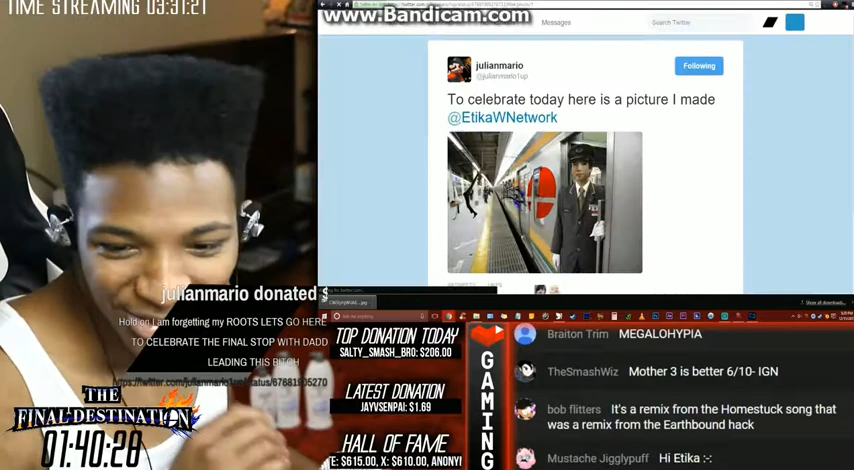 TIME STREAMING 03:31:21
www.Bandicam.com
Messages
Search Twitter
julianmario
@julianmario1up
Following
To celebrate today here is a picture I made
@EtikaWNetwork
julianmario donated $
Hold on I am forgetting my ROOTS LETS GO HERE
TO CELEBRATE THE FINAL STOP WITH DADD
LEADING THIS BITCH
THE
FINAL DESTINATION
01:40:28
TOP DONATION TODAY
SALTY_SMASH_BRO: $206.00
LATEST DONATION
JAYVSENPAI: $1.69
HALL OF FAME
E: $615.00, X: $610.00, ANONY
GAMING
Braiton Trim MEGALOHYPIA
TheSmashWiz Mother 3 is better 6/10- IGN
bob flitters It's a remix from the Homestuck song that
was a remix from the Earthbound hack
Mustache Jigglypuff Hi Etika :-: